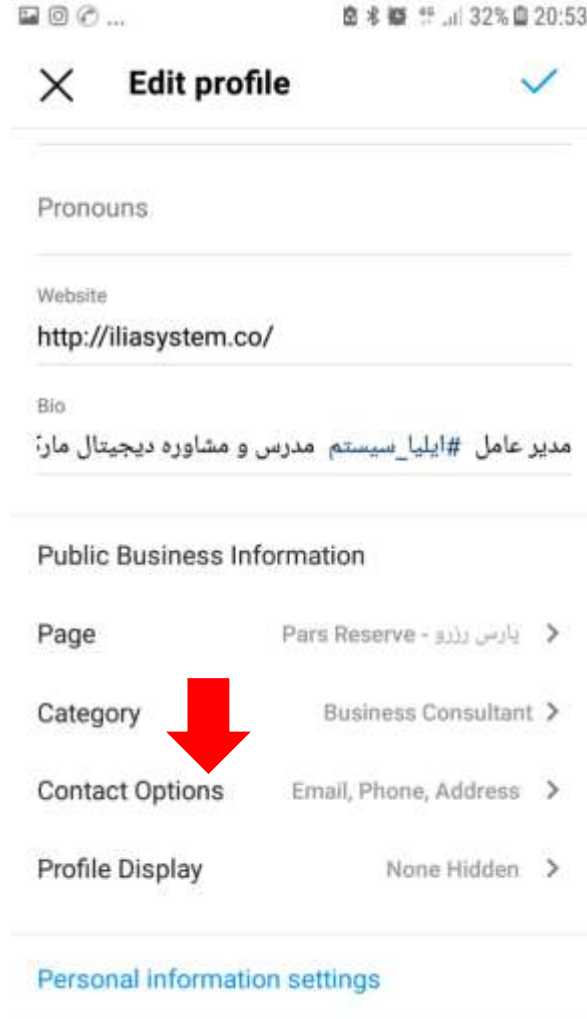 ... 32% 20:53
Edit profile
Pronouns
Website
http://iliasystem.co/
Bio
مدیر عامل #ایلیا_سیستم مدرس و مشاوره دیجیتال
Public Business Information
Page Pars Reserve - پارس رزرو
Category Business Consultant
Contact Options Email, Phone, Address
Profile Display None Hidden
Personal information settings